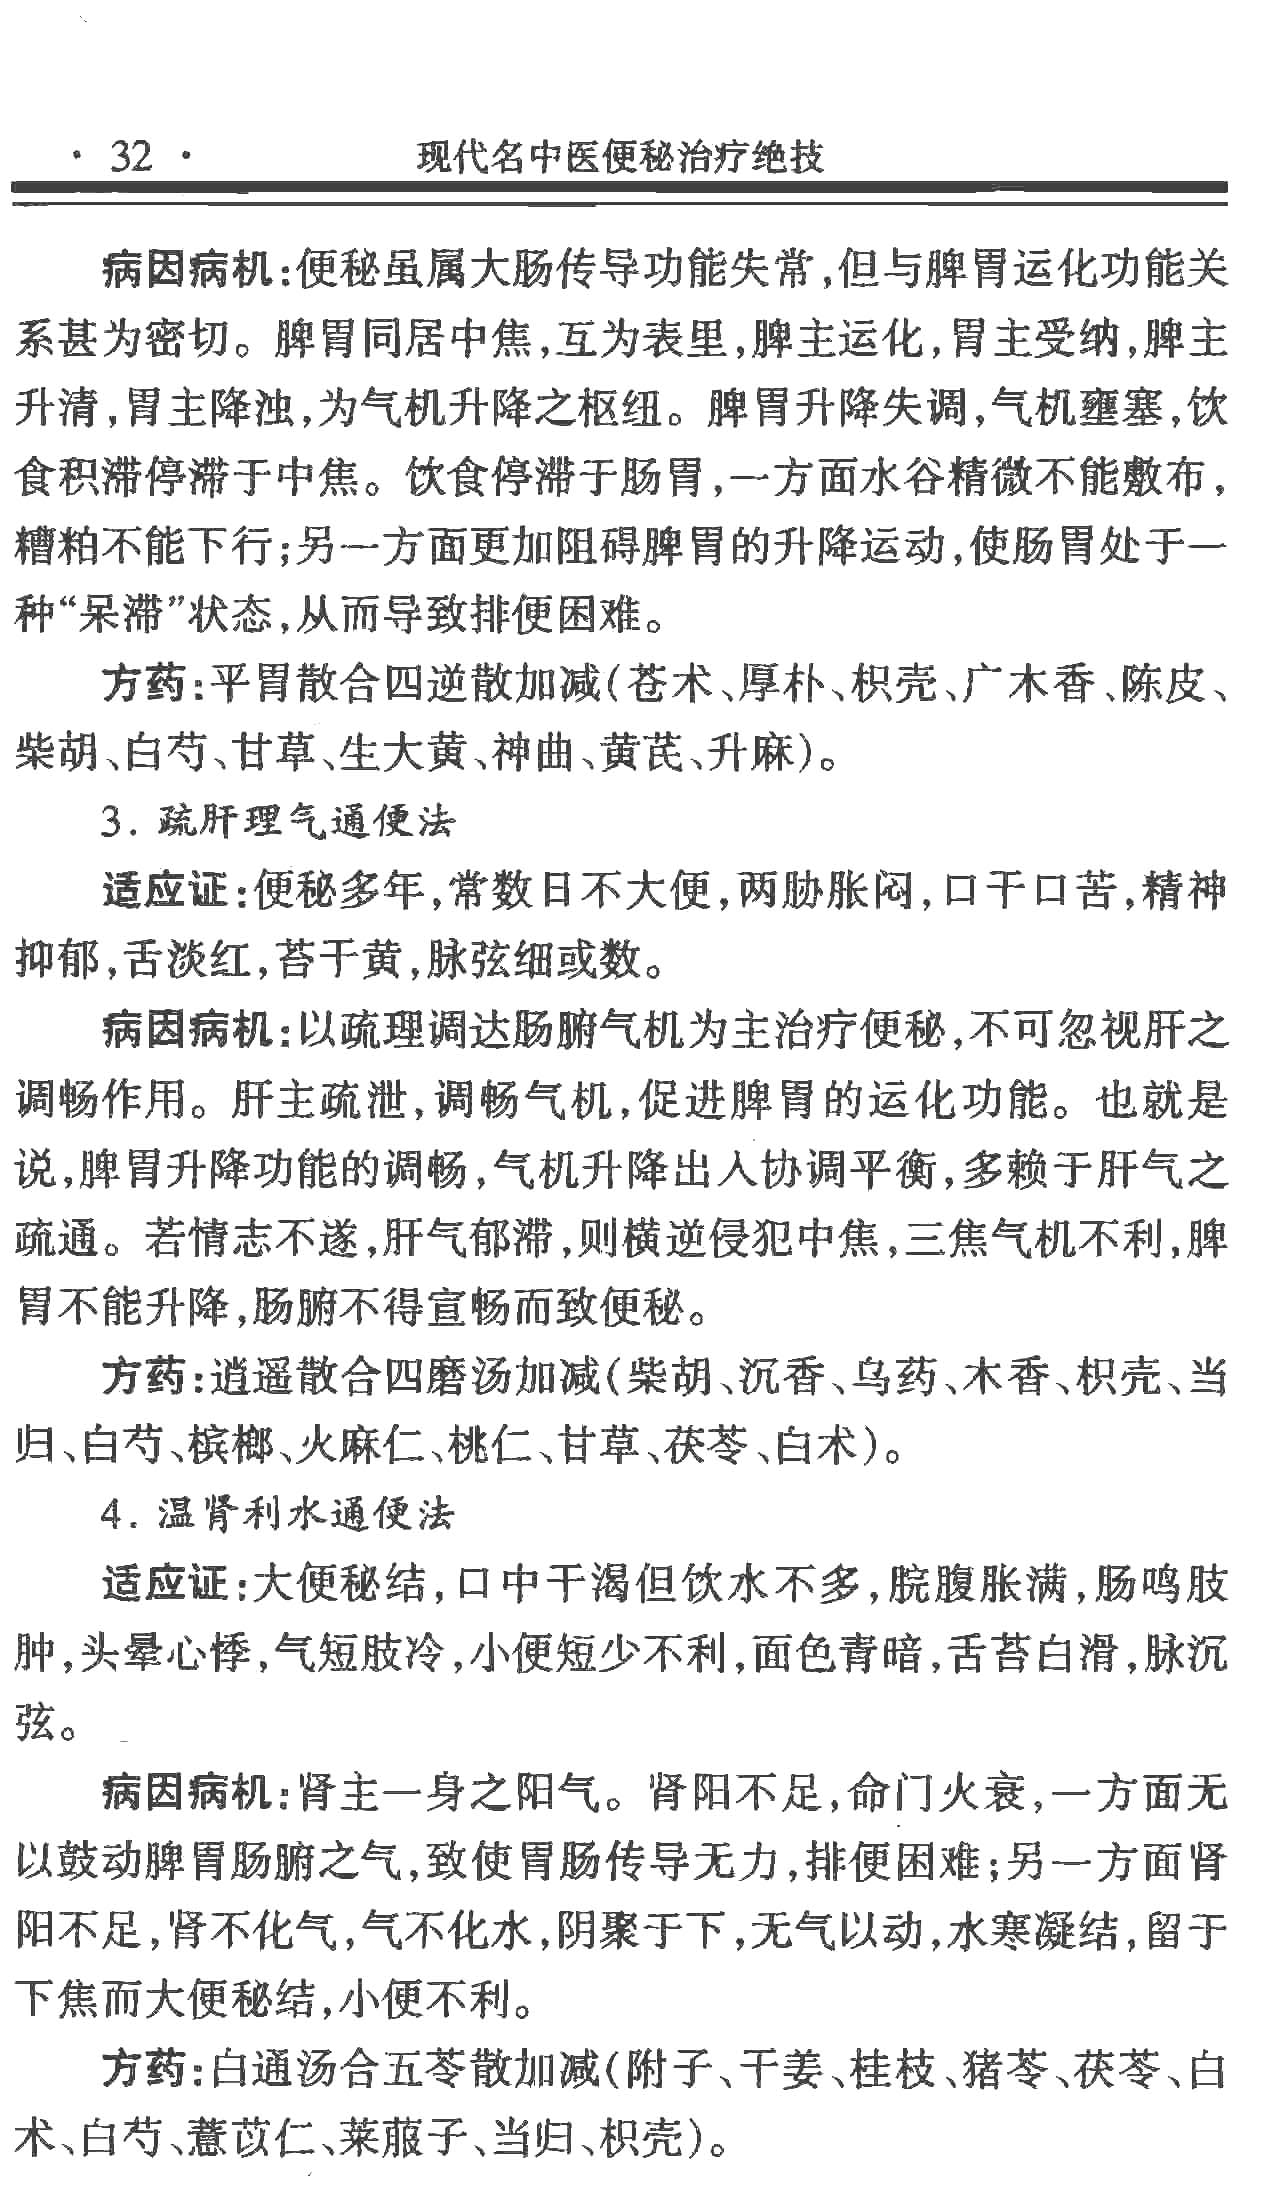 · 32 · 现代名中医便秘治疗绝技
病因病机:便秘虽属大肠传导功能失常,但与脾胃运化功能关
系甚为密切。脾胃同居中焦,互为表里,脾主运化,胃主受纳,脾主
升清,胃主降浊,为气机升降之枢纽。脾胃升降失调,气机壅塞,饮
食积滞停滞于中焦。饮食停滞于肠胃,一方面水谷精微不能敷布,
糟粕不能下行;另一方面更加阻碍脾胃的升降运动,使肠胃处于一
种“呆滞”状态,从而导致排便困难。
方药:平胃散合四逆散加减(苍术、厚朴、枳壳、广木香、陈皮、
柴胡、白芍、甘草、生大黄、神曲、黄芪、升麻)。
3. 疏肝理气通便法
适应证:便秘多年,常数日不大便,两胁胀闷,口干口苦,精神
抑郁,舌淡红,苔干黄,脉弦细或数。
病因病机:以疏理调达肠腑气机为主治疗便秘,不可忽视肝之
调畅作用。肝主疏泄,调畅气机,促进脾胃的运化功能。也就是
说,脾胃升降功能的调畅,气机升降出入协调平衡,多赖于肝气之
疏通。若情志不遂,肝气郁滞,则横逆侵犯中焦,三焦气机不利,脾
胃不能升降,肠腑不得宣畅而致便秘。
方药:逍遥散合四磨汤加减(柴胡、沉香、乌药、木香、枳壳、当
归、白芍、槟榔、火麻仁、桃仁、甘草、茯苓、白术)。
4. 温肾利水通便法
适应证:大便秘结,口中干渴但饮水不多,脘腹胀满,肠鸣肢
肿,头晕心悸,气短肢冷,小便短少不利,面色青暗,舌苔白滑,脉沉
弦。
病因病机:肾主一身之阳气。肾阳不足,命门火衰,一方面无
以鼓动脾胃肠腑之气,致使胃肠传导无力,排便困难;另一方面肾
阳不足,肾不化气,气不化水,阴聚于下,无气以动,水寒凝结,留于
下焦而大便秘结,小便不利。
方药:白通汤合五苓散加减(附子、干姜、桂枝、猪苓、茯苓、白
术、白芍、薏苡仁、莱菔子、当归、枳壳)。